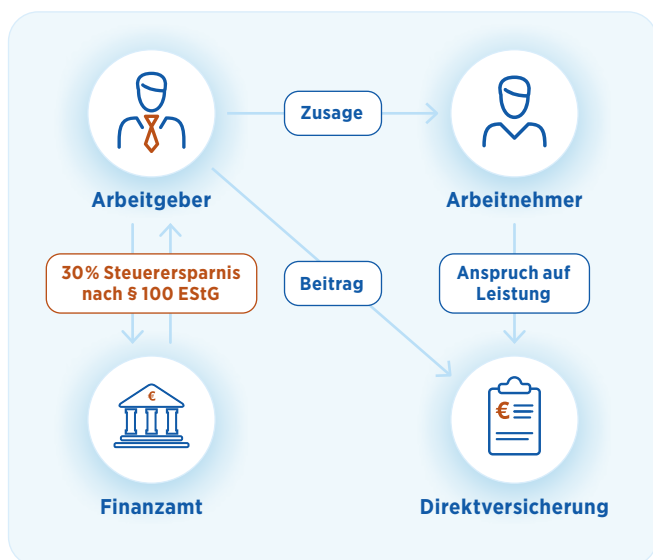 Zusage
Arbeitgeber
Arbeitnehmer
30% Steuerersparnis
nach § 100 EStG
Beitrag
Anspruch auf
Leistung
€
€
Finanzamt
Direktversicherung